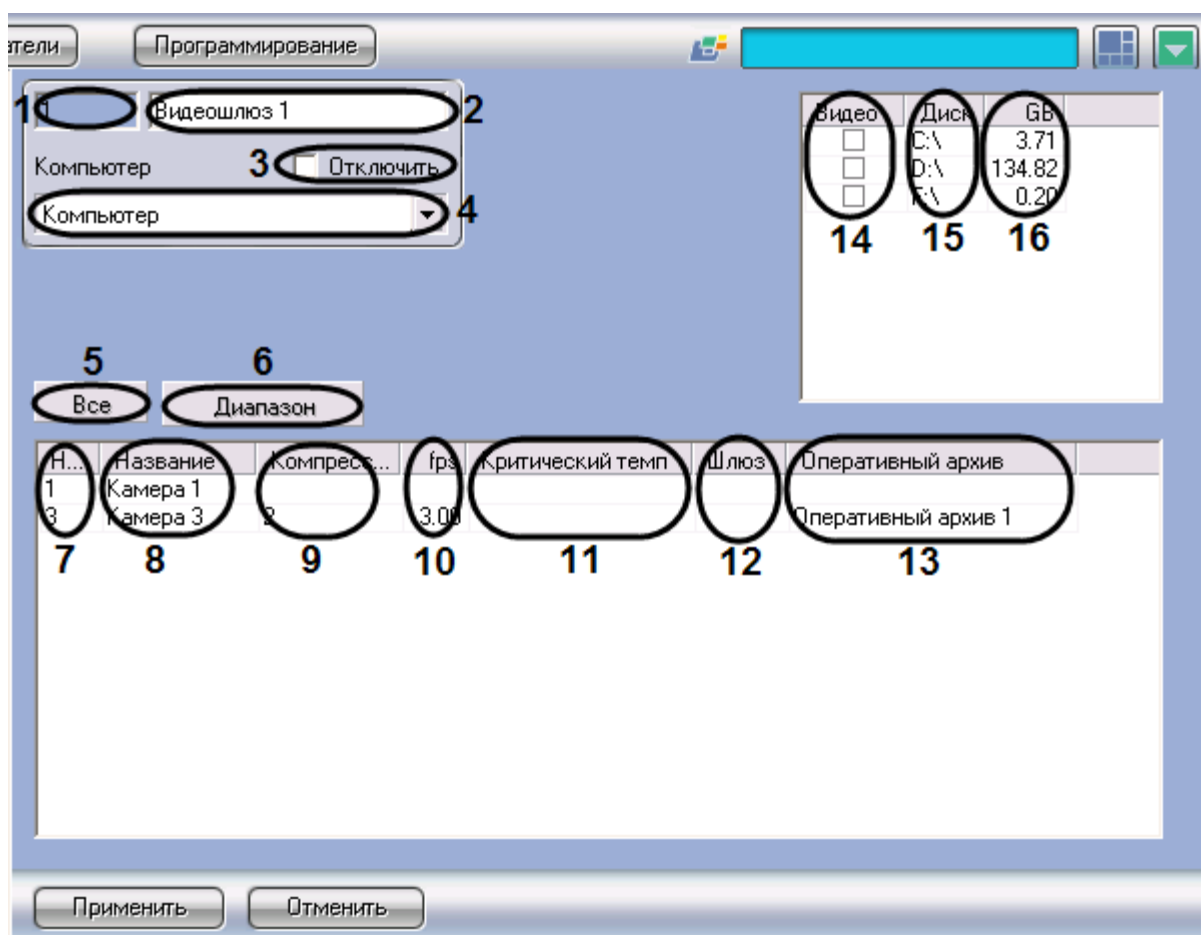 атели Программирование
1 1 Видеошлюз 1 2
Компьютер 3 Отключить
Компьютер 4
Видео Диск GB
C:\ 3.71
D:\ 134.82
F:\ 0.20
14 15 16
5 6
Все Диапазон
Н... Название Компресс... fps Критический темп Шлюз Оперативный архив
1 Камера 1
3 Камера 3 2 3.00 Оперативный архив 1
7 8 9 10 11 12 13
Применить Отменить